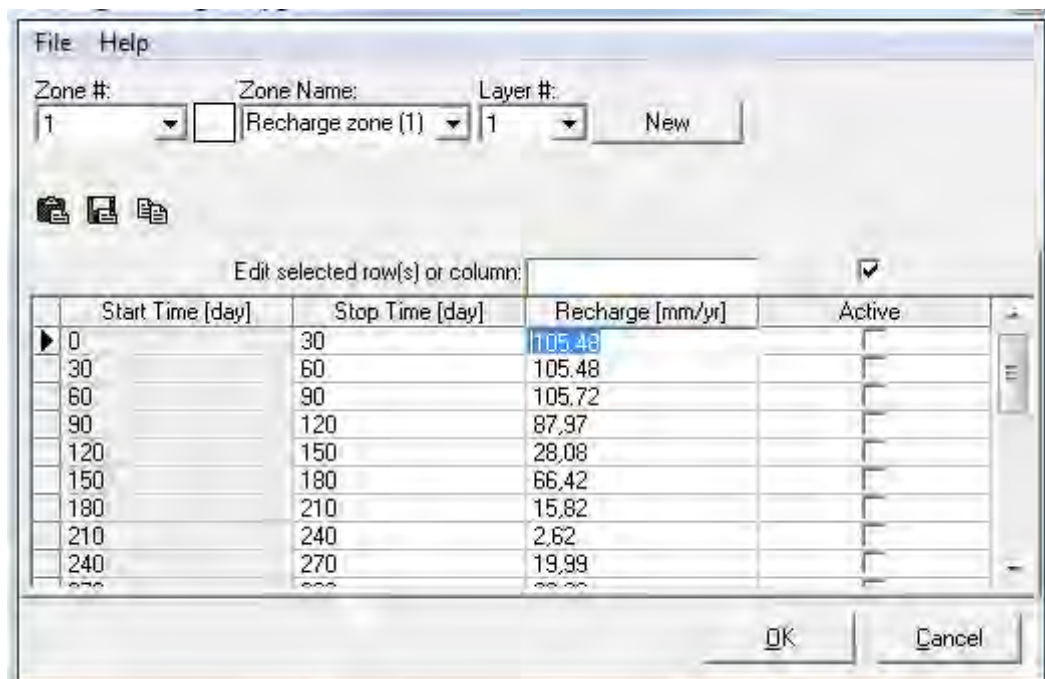 File Help
Zone #: Zone Name: Layer #:
1 Recharge zone (1) 1 New
Edit selected row(s) or column:
Start Time [day] Stop Time [day] Recharge [mm/yr] Active
0 30 105.48
30 60 105.48
60 90 105,72
90 120 87,97
120 150 28,08
150 180 66,42
180 210 15,82
210 240 2,62
240 270 19,99
OK Cancel